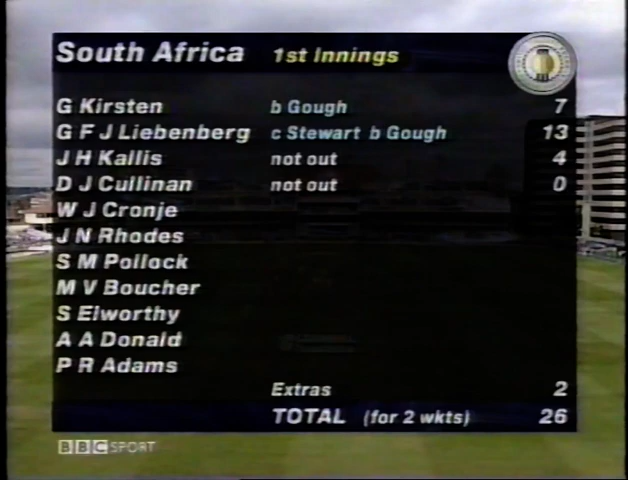 South Africa 1st Innings
G Kirsten b Gough 7
G F J Liebenberg c Stewart b Gough 13
J H Kallis not out 4
D J Cullinan not out 0
W J Cronje
J N Rhodes
S M Pollock
M V Boucher
S Elworthy
A A Donald
P R Adams
Extras 2
TOTAL (for 2 wkts) 26
BBC SPORT